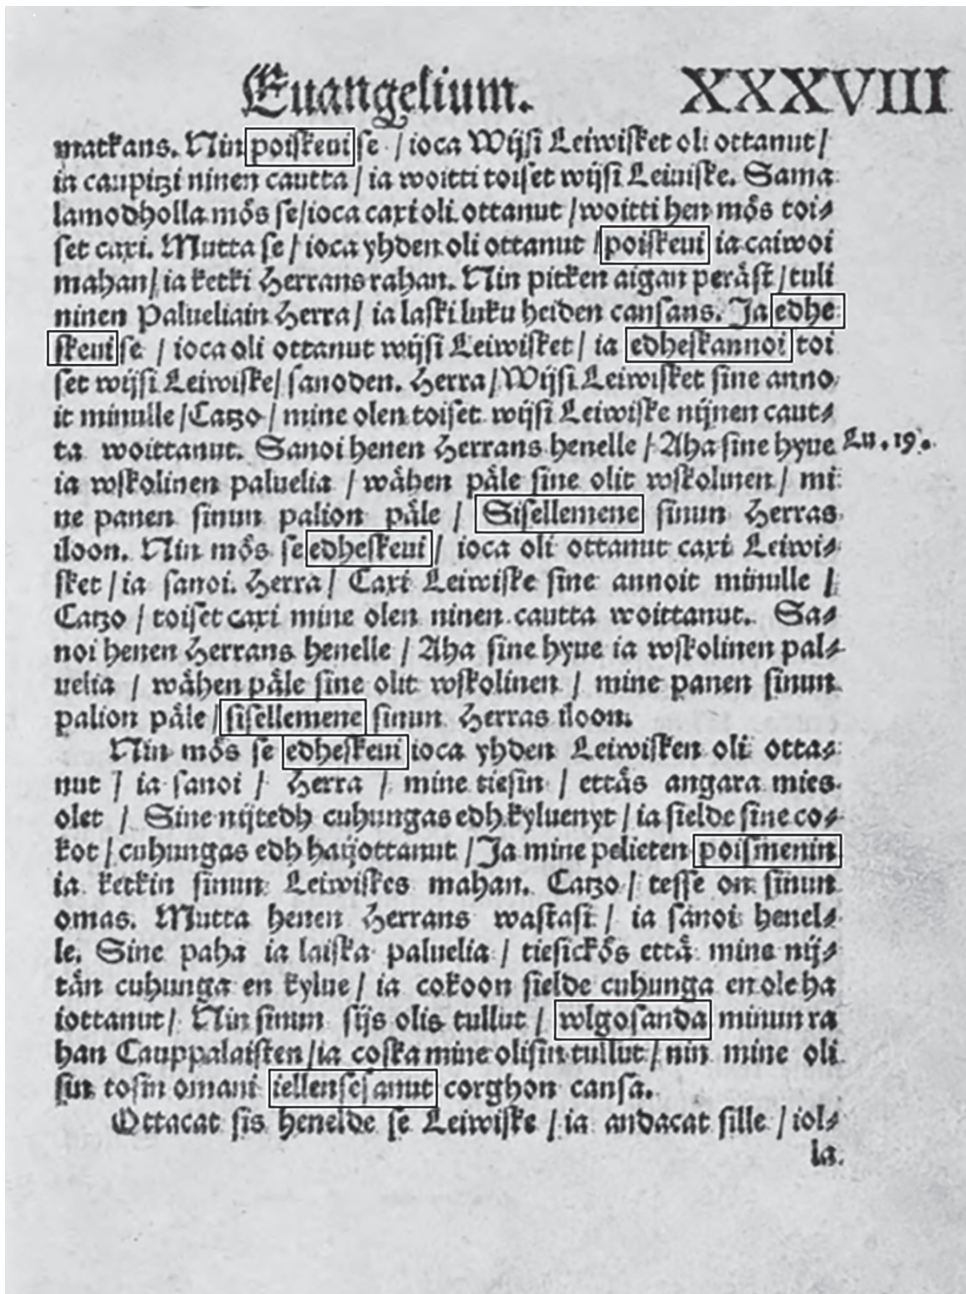 Euangelium. XXXVIII
matkans. Nin poiskeui se / ioca Wijsi Leiwisket oli ottanut /
ia caupitzi ninen cautta / ia woitti toiset wijsi Leiuiske. Sama
lamodholla mös se / ioca caxi oli ottanut / woitti hen mös toi⸗
set caxi. Mutta se / ioca yhden oli ottanut / poiskeui ia caiwoi
mahan / ia ketki Herrans rahan. Nin pitken aigan peräst / tuli
ninen Palueliain Herra / ia laski luku heiden cansans. Ja edhe
skeui se / ioca oli ottanut wijsi Leiwisket / ia edheskannoi toi
set wijsi Leiwiske / sanoden. Herra / Wijsi Leiwisket sine anno
it minulle / Catzo / mine olen toiset wijsi Leiwiske nijnen caut⸗
ta woittanut. Sanoi henen Herrans henelle / Aha sine hyue Lu. 19.
ia wskolinen paluelia / wähen päle sine olit wskolinen / mi
ne panen sinun palion päle / Sisellemene sinun Herras
iloon. Nin mös se edheskeui / ioca oli ottanut caxi Leiwi⸗
sket / ia sanoi. Herra / Caxi Leiwiske sine annoit minulle /
Catzo / toiset caxi mine olen ninen cautta woittanut. Sa⸗
noi henen Herrans henelle / Aha sine hyue ia wskolinen pal⸗
uelia / wähen päle sine olit wskolinen / mine panen sinun
palion päle / sisellemene sinun Herras iloon.
Nin mös se edheskeui ioca yhden Leiwisken oli otta⸗
nut / ia sanoi / Herra / mine tiesin / ettäs angara mies
olet / Sine nijtedh cuhungas edh kyluenyt / ia sielde sine co⸗
kot / cuhungas edh haijottanut / Ja mine pelieten poismenin
ia ketkin sinun Leiwiskes mahan. Catzo / tesse on sinun
omas. Mutta henen Herrans wastasi / ia sanoi henel⸗
le. Sine paha ia laiska paluelia / tiesickös että mine nij⸗
tän cuhunga en kylue / ia cokoon sielde cuhunga en ole ha
iottanut / Nin sinun sijs olis tullut / wlgosanda minun ra
han Cauppalaisten / ia coska mine olisin tullut / nin mine oli
sin tosin omani iellensesanut corghon cansa.
Ottacat sis henelde se Leiwiske / ia andacat sille / iol⸗
la.